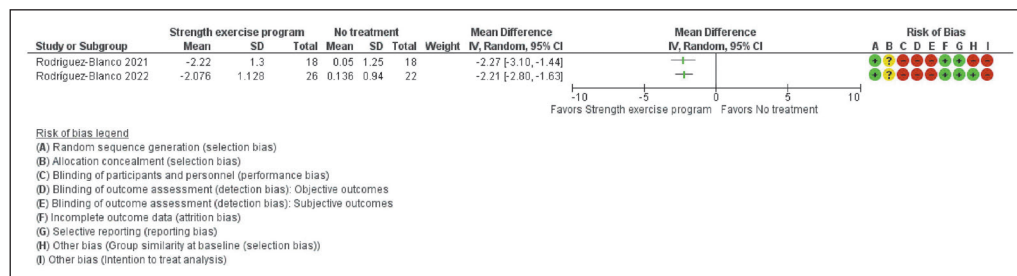 Strength exercise program No treatment Mean Difference Mean Difference Risk of Bias
Study or Subgroup Mean SD Total Mean SD Total Weight IV, Random, 95% CI IV, Random, 95% CI A B C D E F G H I
Rodriguez-Blanco 2021 -2.22 1.3 18 0.05 1.25 18 -2.27 [-3.10, -1.44] + ? - - - + + - -
Rodríguez-Blanco 2022 -2.076 1.128 26 0.136 0.94 22 -2.21 [-2.80, -1.63] + ? - - - + + + -
-10 -5 0 5 10
Favors Strength exercise program Favors No treatment
Risk of bias legend
(A) Random sequence generation (selection bias)
(B) Allocation concealment (selection bias)
(C) Blinding of participants and personnel (performance bias)
(D) Blinding of outcome assessment (detection bias): Objective outcomes
(E) Blinding of outcome assessment (detection bias): Subjective outcomes
(F) Incomplete outcome data (attrition bias)
(G) Selective reporting (reporting bias)
(H) Other bias (Group similarity at baseline (selection bias))
(I) Other bias (Intention to treat analysis)